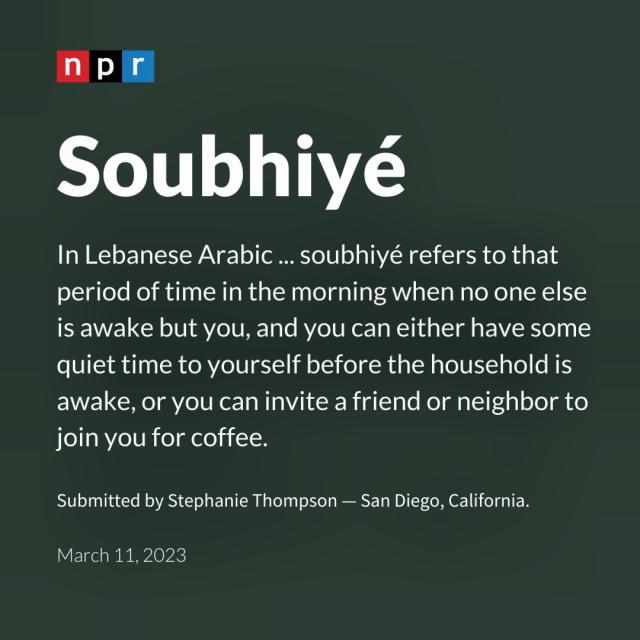 npr
Soubhiyé
In Lebanese Arabic ... soubhiyé refers to that
period of time in the morning when no one else
is awake but you, and you can either have some
quiet time to yourself before the household is
awake, or you can invite a friend or neighbor to
join you for coffee.
Submitted by Stephanie Thompson — San Diego, California.
March 11, 2023